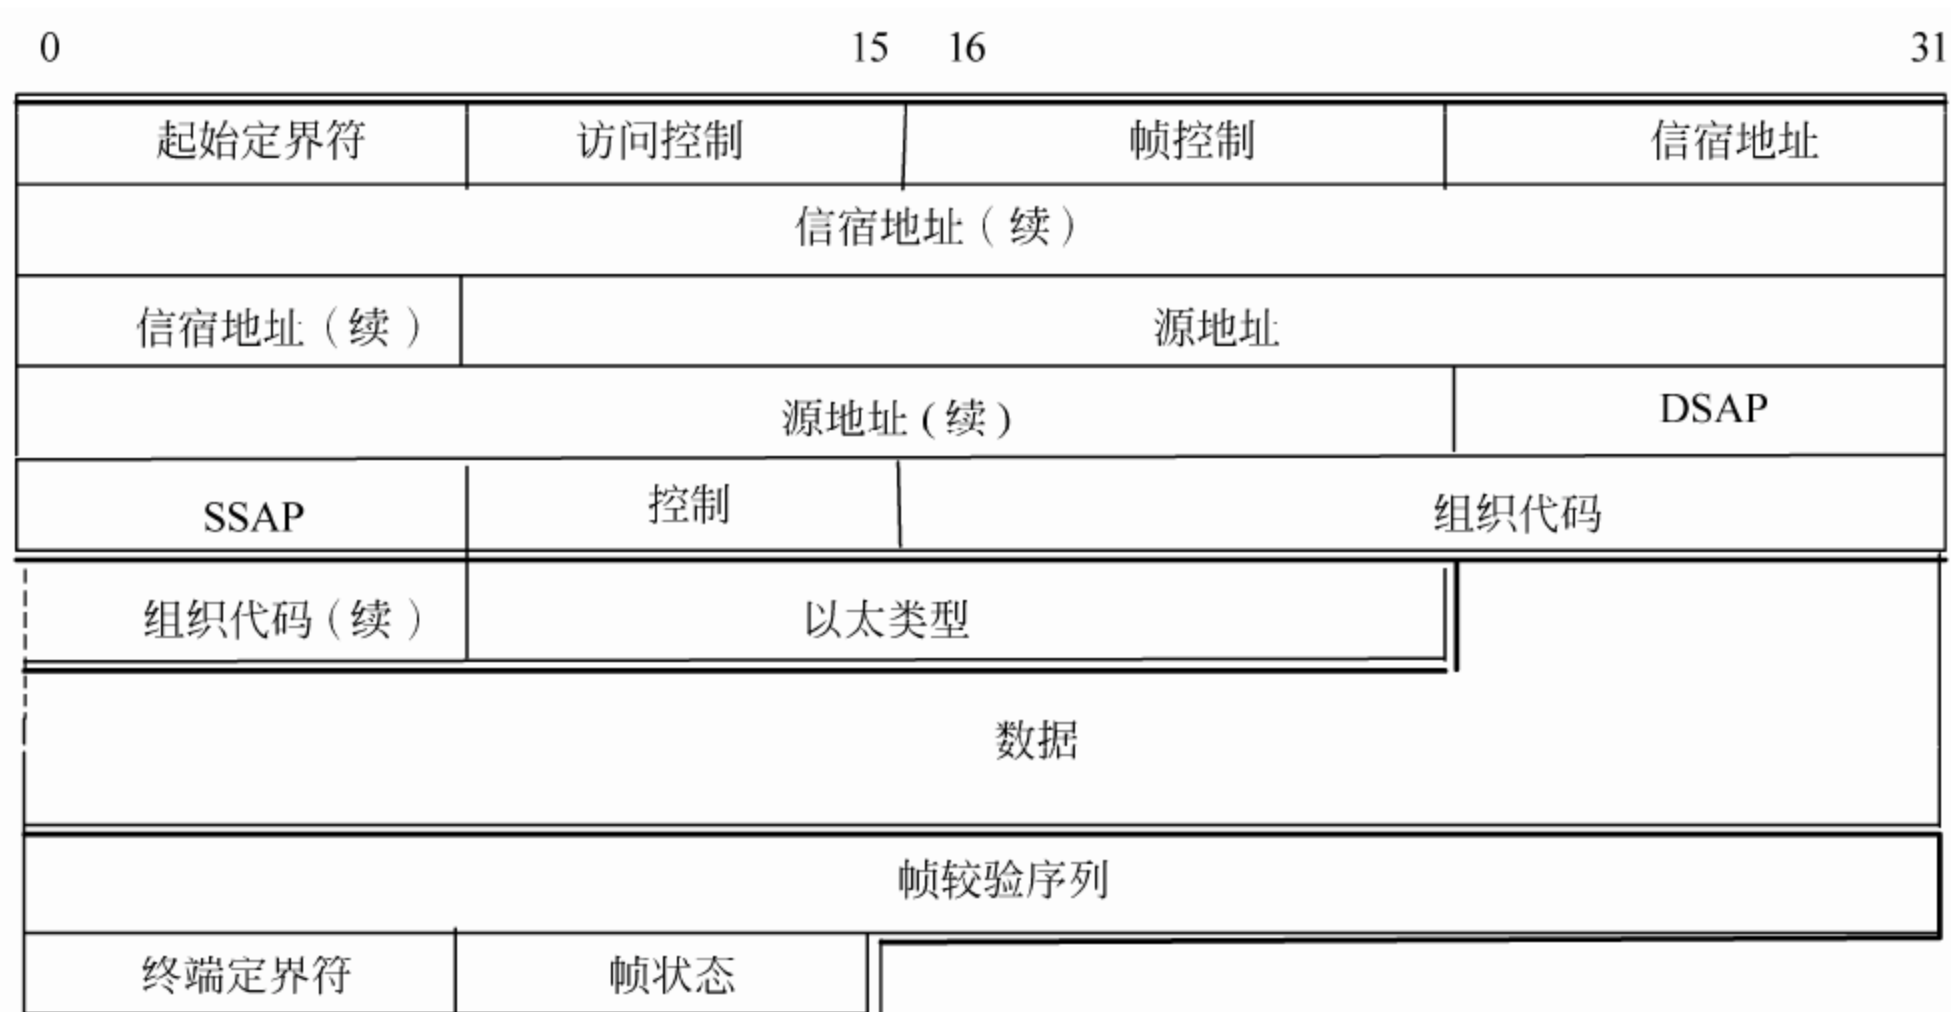 0 15 16 31
起始定界符 访问控制 帧控制 信宿地址
信宿地址（续）
信宿地址（续） 源地址
源地址(续) DSAP
SSAP 控制 组织代码
组织代码（续） 以太类型
数据
帧较验序列
终端定界符 帧状态